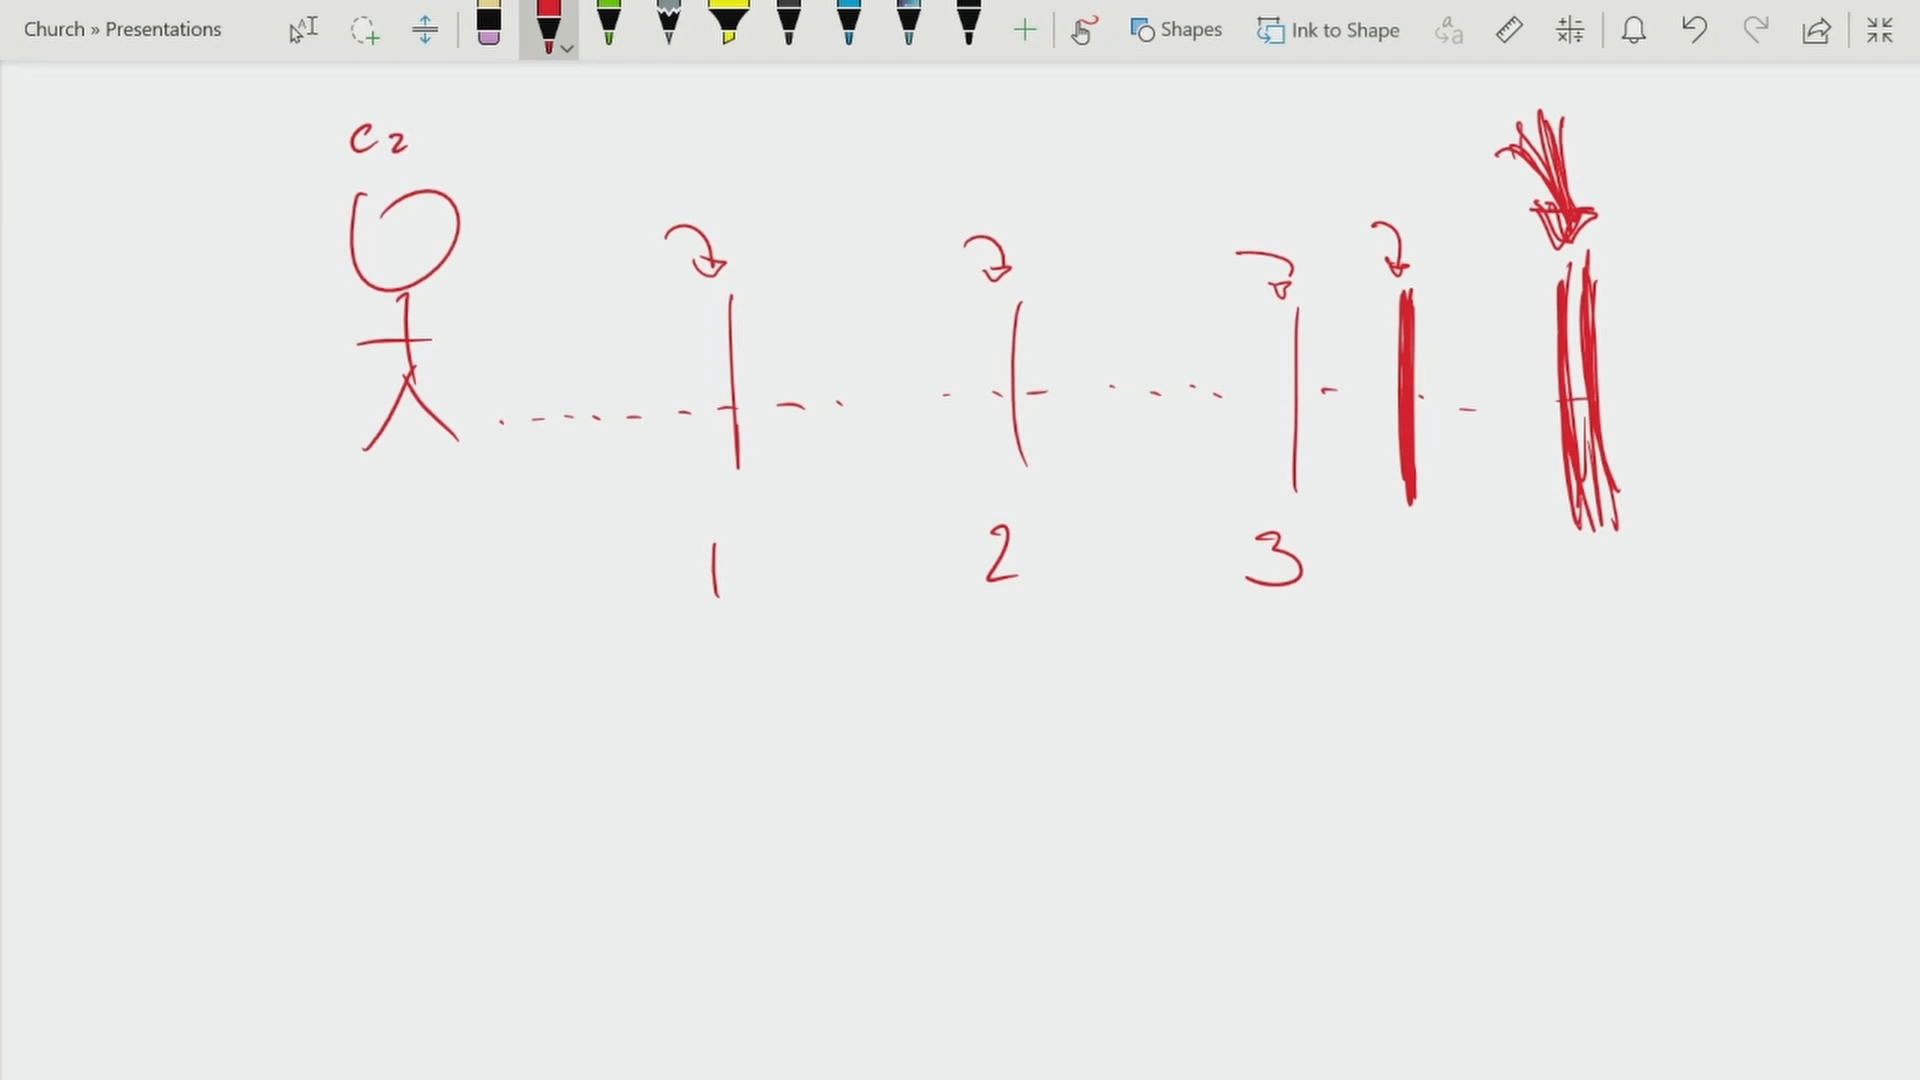 Church » Presentations
Shapes
Ink to Shape
C2
1 2 3